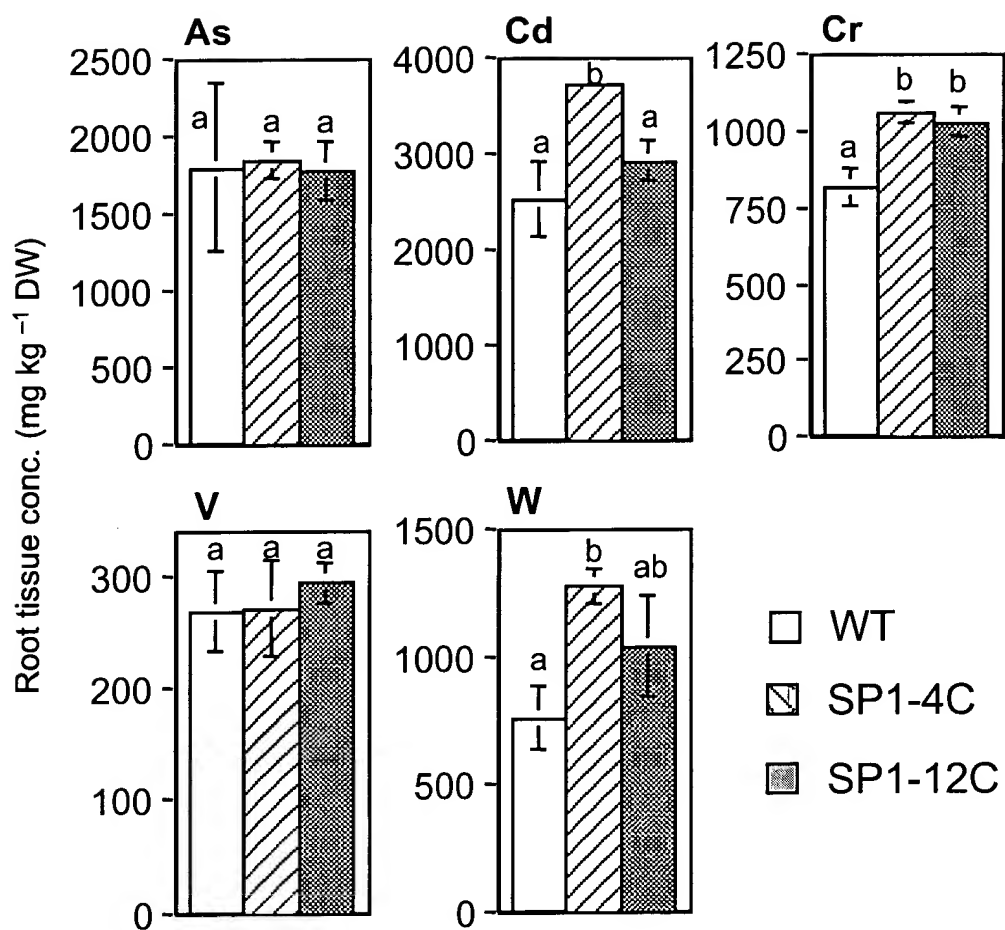 Root tissue conc. (mg kg⁻¹ DW)
As
2500
2000
1500
1000
500
0
a
a
a
Cd
4000
3000
2000
1000
0
a
b
a
Cr
1250
1000
750
500
250
0
a
b
b
V
300
200
100
0
a
a
a
W
1500
1000
500
0
a
b
ab
WT
SP1-4C
SP1-12C